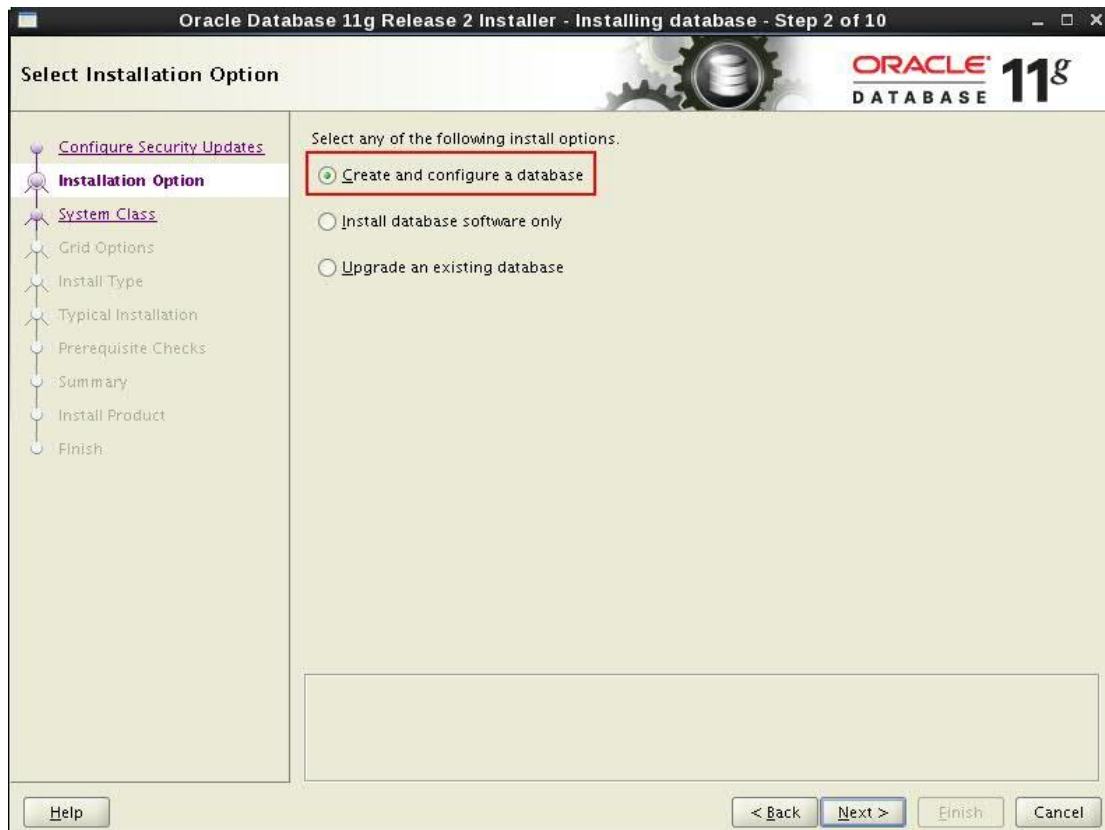 Oracle Database 11g Release 2 Installer - Installing database - Step 2 of 10
Select Installation Option
ORACLE
DATABASE
11g
Configure Security Updates
Installation Option
System Class
Grid Options
Install Type
Typical Installation
Prerequisite Checks
Summary
Install Product
Finish
Select any of the following install options.
Create and configure a database
Install database software only
Upgrade an existing database
Help
< Back
Next >
Finish
Cancel